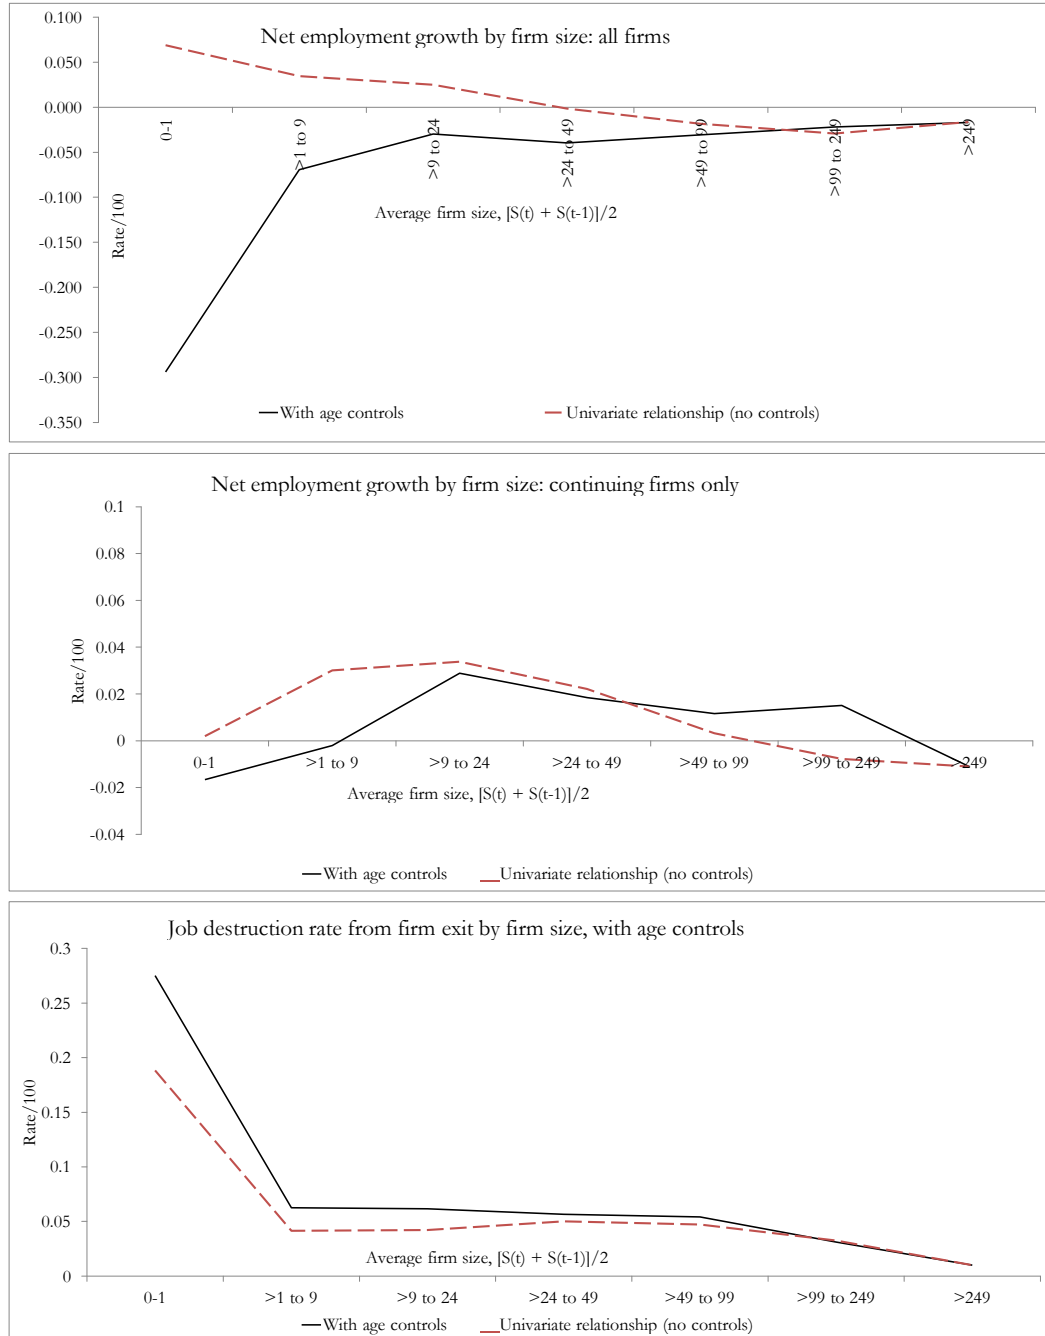 Net employment growth by firm size: all firms
0.100
0.050
0.000
-0.050
-0.100
-0.150
-0.200
-0.250
-0.300
-0.350
Rate/100
0-1
>1 to 9
>9 to 24
>24 to 49
>49 to 99
>99 to 249
>249
Average firm size, [S(t) + S(t-1)]/2
With age controls
Univariate relationship (no controls)
Net employment growth by firm size: continuing firms only
0.1
0.08
0.06
0.04
0.02
0
-0.02
-0.04
Rate/100
0-1
>1 to 9
>9 to 24
>24 to 49
>49 to 99
>99 to 249
>249
Average firm size, [S(t) + S(t-1)]/2
With age controls
Univariate relationship (no controls)
Job destruction rate from firm exit by firm size, with age controls
0.3
0.25
0.2
0.15
0.1
0.05
0
Rate/100
Average firm size, [S(t) + S(t-1)]/2
0-1
>1 to 9
>9 to 24
>24 to 49
>49 to 99
>99 to 249
>249
With age controls
Univariate relationship (no controls)